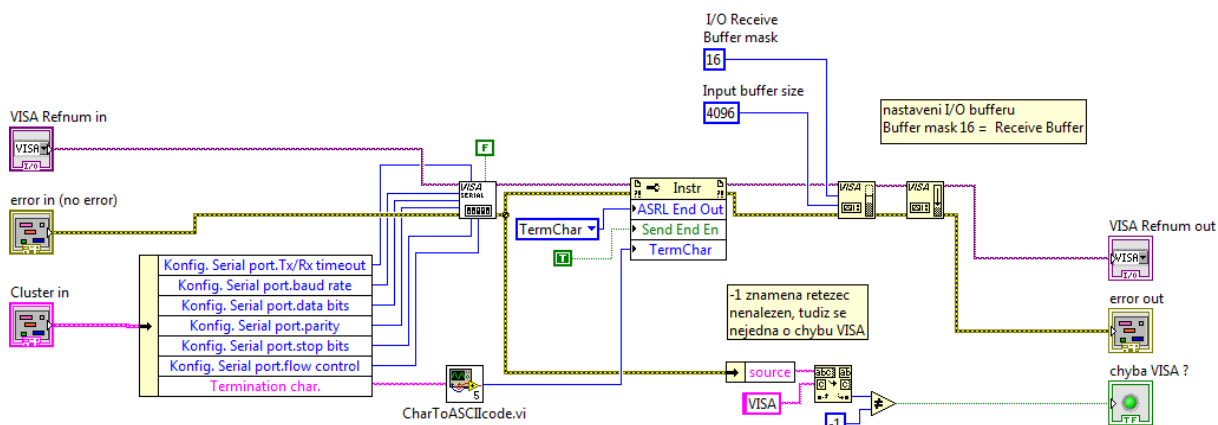 I/O Receive
Buffer mask
16
Input buffer size
4096
nastaveni I/O bufferu
Buffer mask 16 =  Receive Buffer
VISA Refnum in
VISA
I/O
F
VISA
SERIAL
Instr
ASRL End Out
Send End En
TermChar
TermChar
T
VISA
VISA
error in (no error)
VISA Refnum out
VISA
I/O
Cluster in
Konfig. Serial port.Tx/Rx timeout
Konfig. Serial port.baud rate
Konfig. Serial port.data bits
Konfig. Serial port.parity
Konfig. Serial port.stop bits
Konfig. Serial port.flow control
Termination char.
5
CharToASCIIcode.vi
-1 znamena retezec
nenalezen, tudiz se
nejedna o chybu VISA
error out
source
VISA
-1
chyba VISA ?
TF